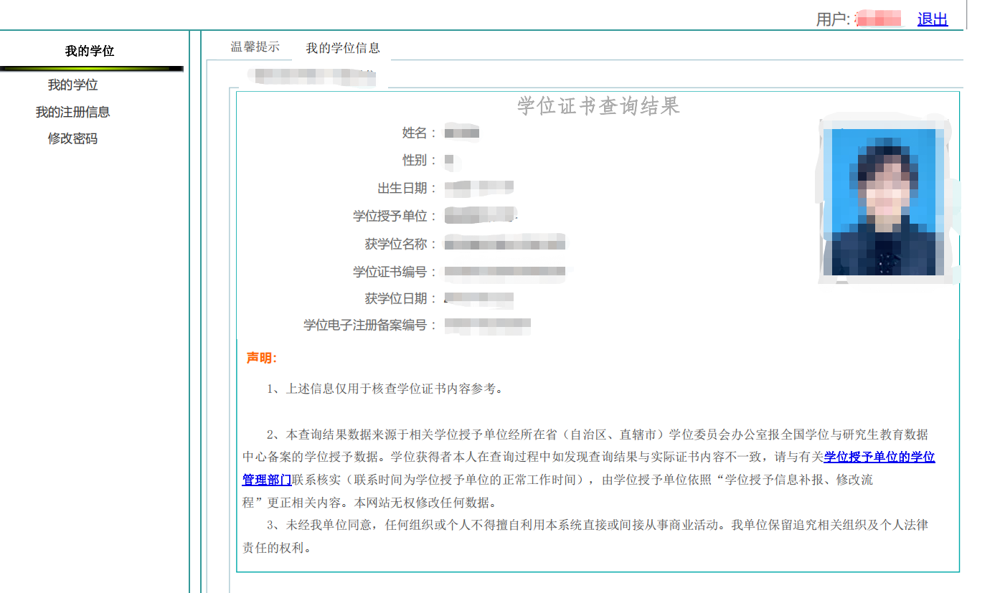 用户:
退出
我的学位
我的学位
我的注册信息
修改密码
温馨提示
我的学位信息
学位证书查询结果
姓名：
性别：
出生日期：
学位授予单位：
获学位名称：
学位证书编号：
获学位日期：
学位电子注册备案编号：
声明：
1、上述信息仅用于核查学位证书内容参考。
2、本查询结果数据来源于相关学位授予单位经所在省（自治区、直辖市）学位委员会办公室报全国学位与研究生教育数据
中心备案的学位授予数据。学位获得者本人在查询过程中如发现查询结果与实际证书内容不一致，请与有关学位授予单位的学位
管理部门联系核实（联系时间为学位授予单位的正常工作时间），由学位授予单位依照“学位授予信息补报、修改流
程”更正相关内容。本网站无权修改任何数据。
3、未经我单位同意，任何组织或个人不得擅自利用本系统直接或间接从事商业活动。我单位保留追究相关组织及个人法律
责任的权利。